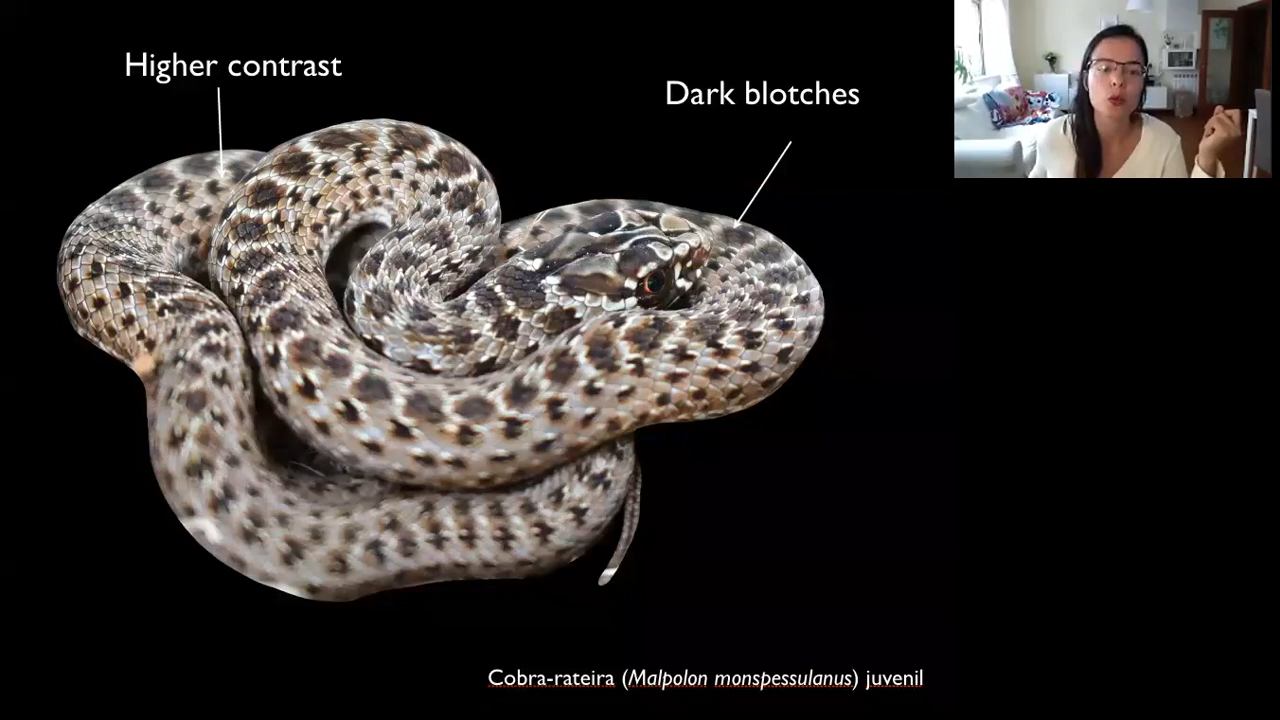 Higher contrast
Dark blotches
Cobra-rateira (Malpolon monspessulanus) juvenil